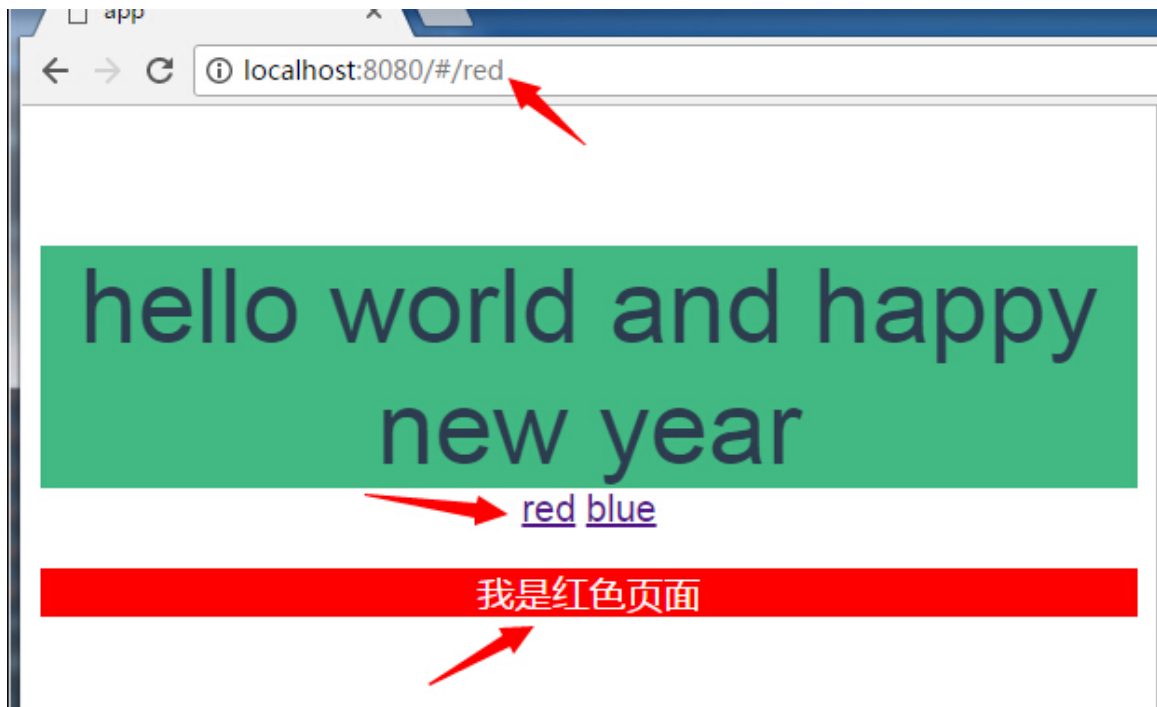 app
localhost:8080/#/red
hello world and happy
new year
red blue
我是红色页面